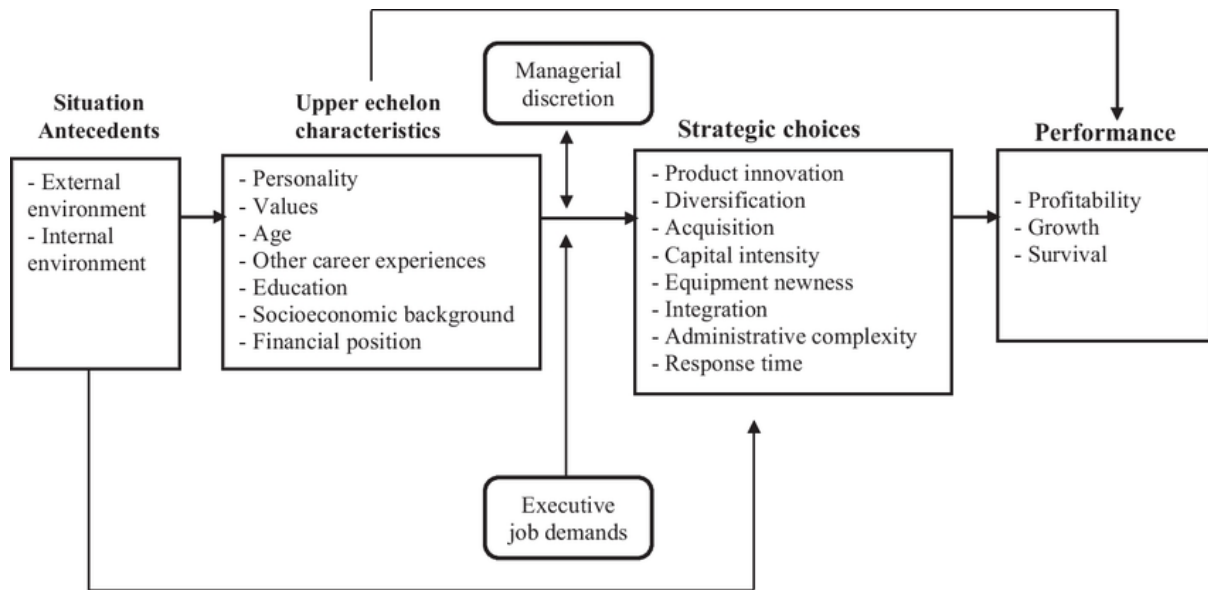 Situation
Antecedents
- External
environment
- Internal
environment
Upper echelon
characteristics
- Personality
- Values
- Age
- Other career experiences
- Education
- Socioeconomic background
- Financial position
Managerial
discretion
Executive
job demands
Strategic choices
- Product innovation
- Diversification
- Acquisition
- Capital intensity
- Equipment newness
- Integration
- Administrative complexity
- Response time
Performance
- Profitability
- Growth
- Survival